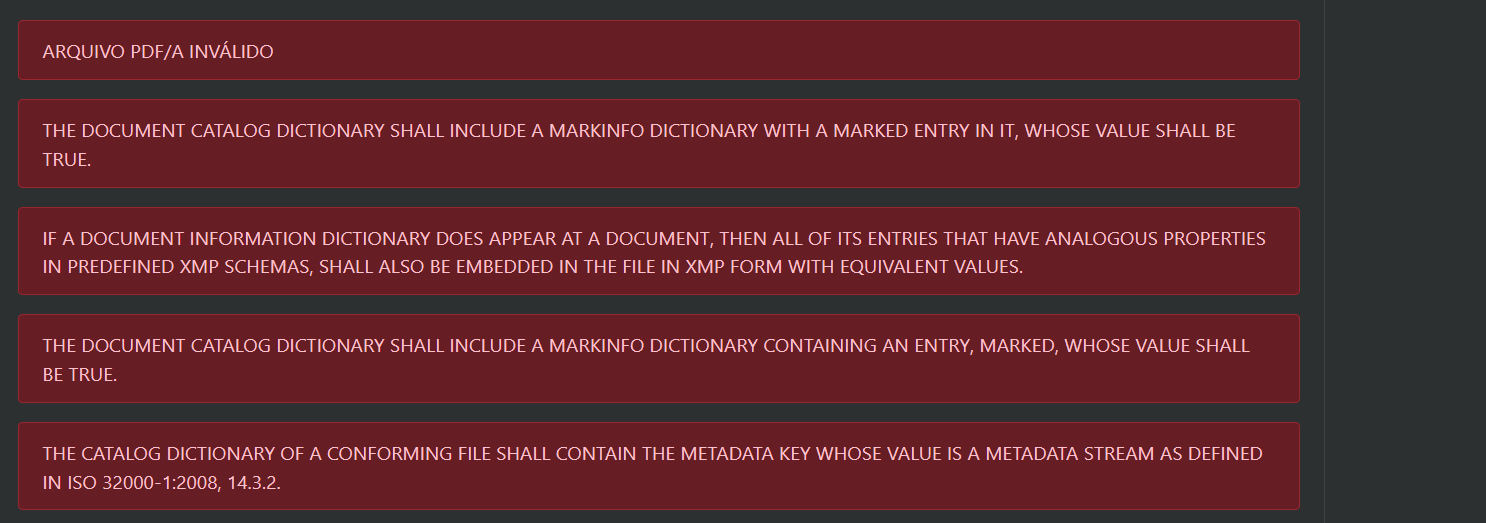 ARQUIVO PDF/A INVÁLIDO
THE DOCUMENT CATALOG DICTIONARY SHALL INCLUDE A MARKINFO DICTIONARY WITH A MARKED ENTRY IN IT, WHOSE VALUE SHALL BE
TRUE.
IF A DOCUMENT INFORMATION DICTIONARY DOES APPEAR AT A DOCUMENT, THEN ALL OF ITS ENTRIES THAT HAVE ANALOGOUS PROPERTIES
IN PREDEFINED XMP SCHEMAS, SHALL ALSO BE EMBEDDED IN THE FILE IN XMP FORM WITH EQUIVALENT VALUES.
THE DOCUMENT CATALOG DICTIONARY SHALL INCLUDE A MARKINFO DICTIONARY CONTAINING AN ENTRY, MARKED, WHOSE VALUE SHALL
BE TRUE.
THE CATALOG DICTIONARY OF A CONFORMING FILE SHALL CONTAIN THE METADATA KEY WHOSE VALUE IS A METADATA STREAM AS DEFINED
IN ISO 32000-1:2008, 14.3.2.